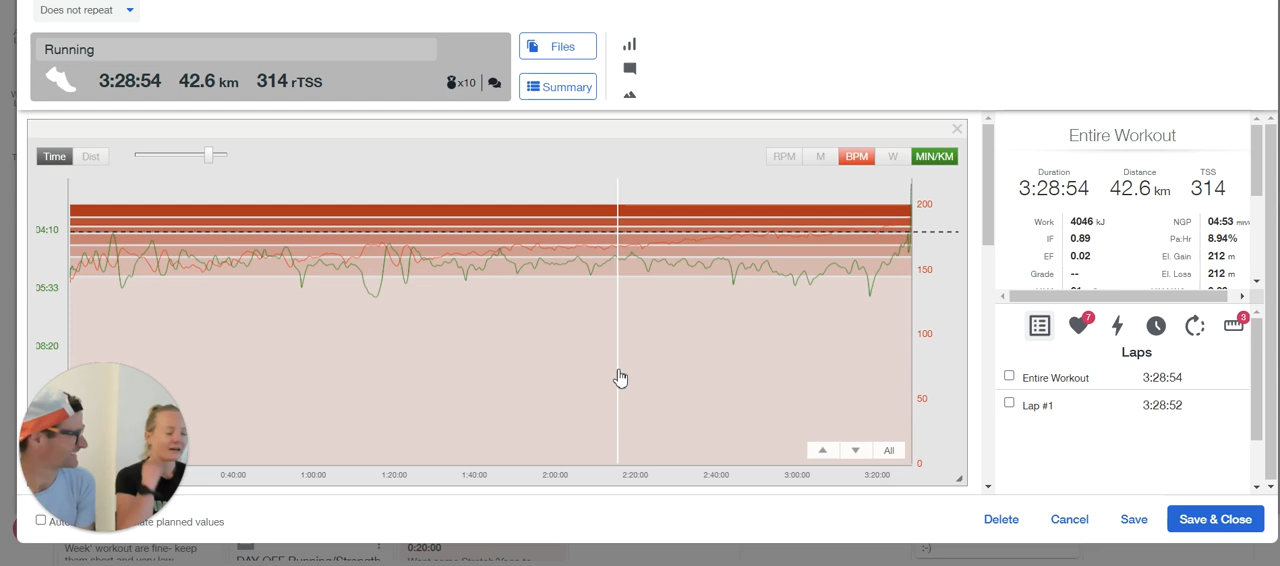 Does not repeat
Running
3:28:54 42.6 km 314 rTSS x10
Files
Summary
Time Dist
RPM M BPM W MIN/KM
04:10
05:33
08:20
200
150
100
50
0
0:40:00 1:00:00 1:20:00 1:40:00 2:00:00 2:20:00 2:40:00 3:00:00 3:20:00
All
Entire Workout
Duration Distance TSS
3:28:54 42.6 km 314
Work 4046 kJ NGP 04:53
IF 0.89 Pa:Hr 8.94%
EF 0.02 El. Gain 212 m
Grade -- El. Loss 212 m
7 3
Laps
Entire Workout 3:28:54
Lap #1 3:28:52
planned values
Delete Cancel Save Save & Close
Week' workout are fine- keep
DAY OFF Running/Strength
0:20:00
:-)